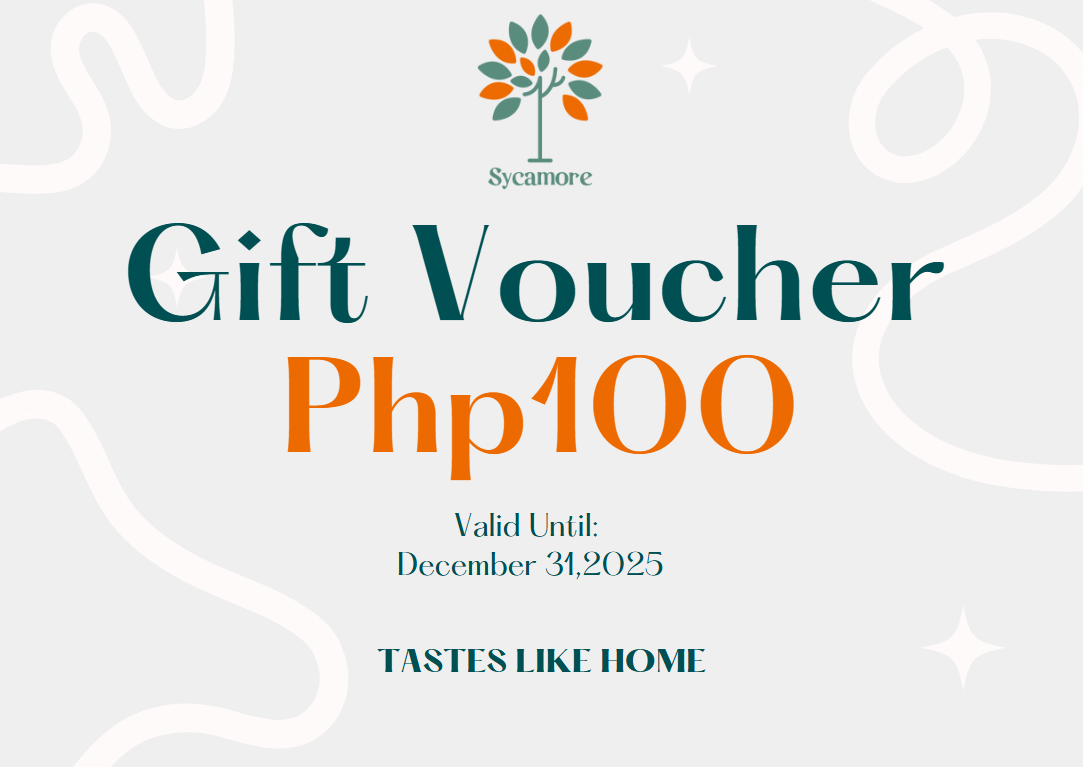 Sycamore
Gift Voucher
Php100
Valid Until:
December 31,2025
TASTES LIKE HOME